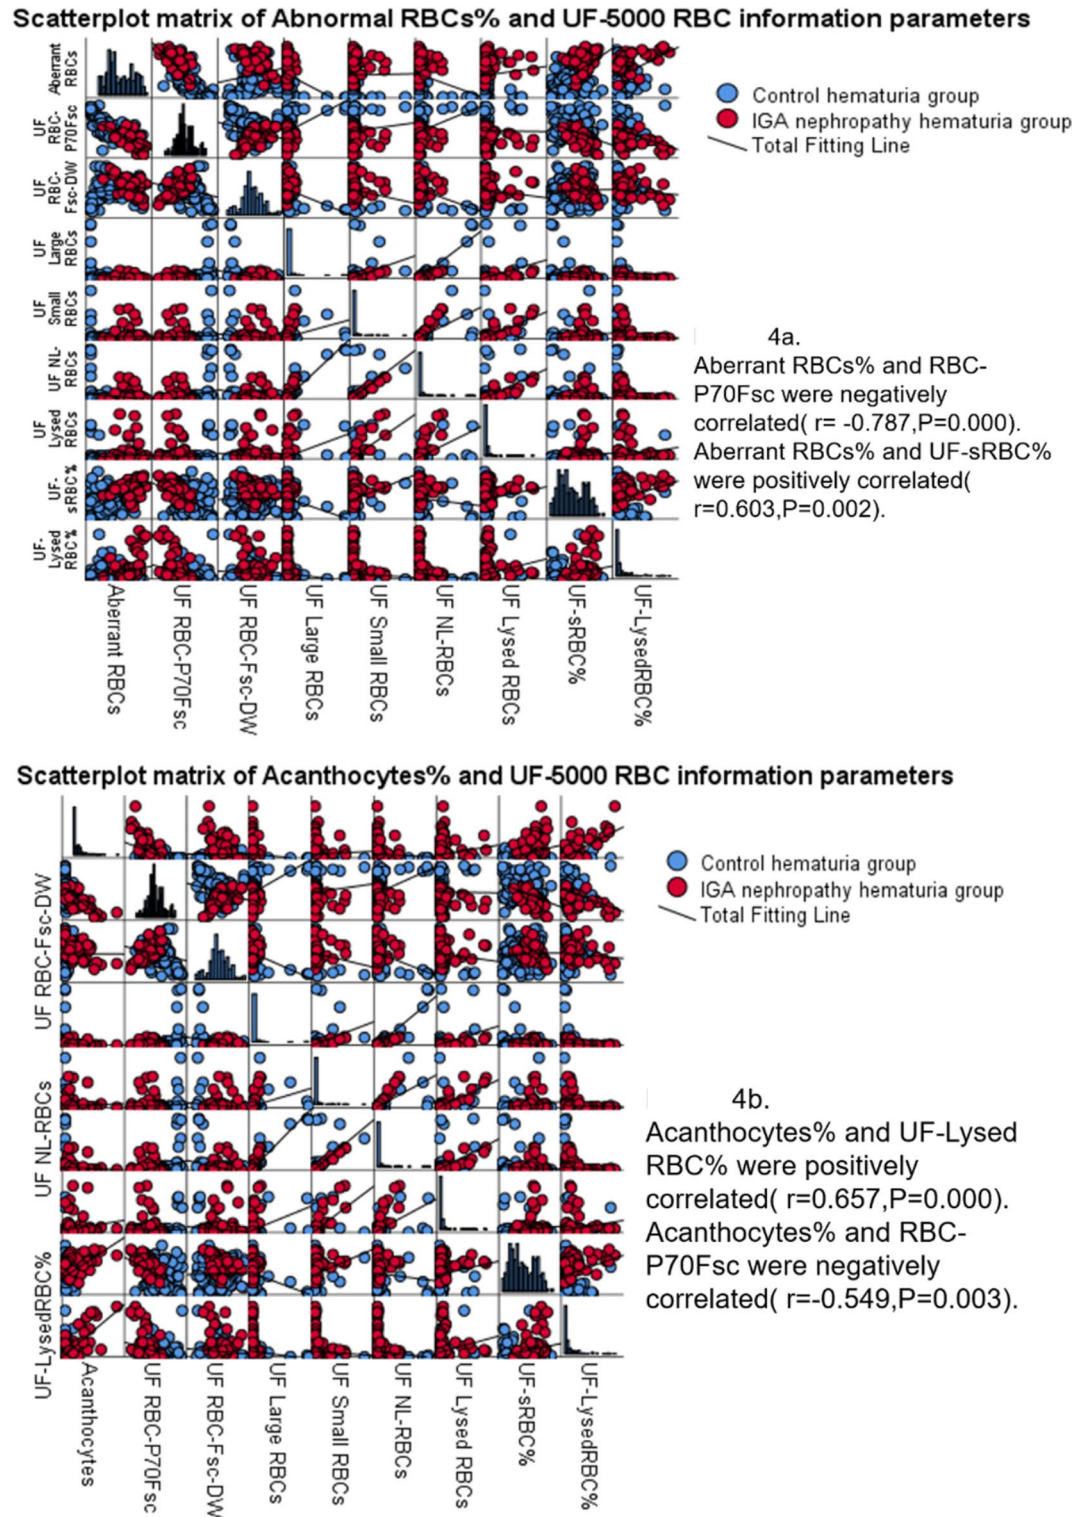 Scatterplot matrix of Abnormal RBCs% and UF-5000 RBC information parameters
Aberrant
RBCs
UF
RBC-
P70Fsc
UF
RBC-
Fsc-DW
UF
Large
RBCs
UF
Small
RBCs
UF NL-
RBCs
UF
Lysed
RBCs
UF-
sRBC%
UF-
Lysed
RBC%
Control hematuria group
IGA nephropathy hematuria group
Total Fitting Line
Aberrant RBCs
UF RBC-P70Fsc
UF RBC-Fsc-DW
UF Large RBCs
UF Small RBCs
UF NL-RBCs
UF Lysed RBCs
UF-sRBC%
UF-LysedRBC%
4a.
Aberrant RBCs% and RBC-
P70Fsc were negatively
correlated( r= -0.787,P=0.000).
Aberrant RBCs% and UF-sRBC%
were positively correlated(
r=0.603,P=0.002).
Scatterplot matrix of Acanthocytes% and UF-5000 RBC information parameters
UF RBC-Fsc-DW
UF NL-RBCs
UF-LysedRBC%
Control hematuria group
IGA nephropathy hematuria group
Total Fitting Line
Acanthocytes
UF RBC-P70Fsc
UF RBC-Fsc-DW
UF Large RBCs
UF Small RBCs
UF NL-RBCs
UF Lysed RBCs
UF-sRBC%
UF-LysedRBC%
4b.
Acanthocytes% and UF-Lysed
RBC% were positively
correlated( r=0.657,P=0.000).
Acanthocytes% and RBC-
P70Fsc were negatively
correlated( r=-0.549,P=0.003).